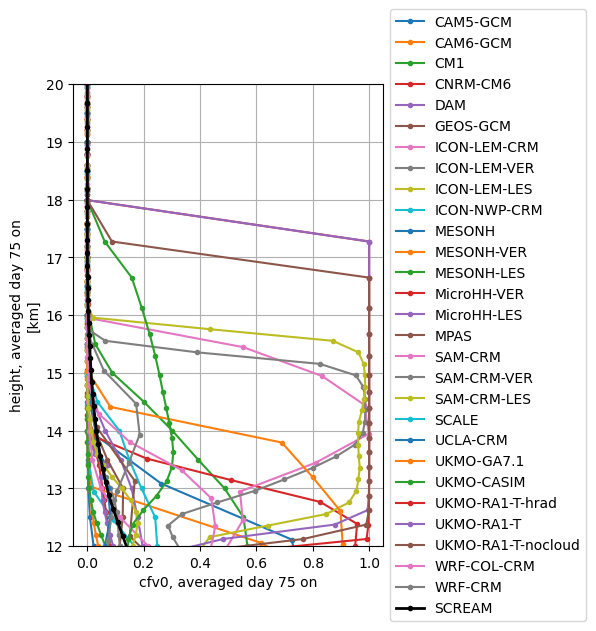 20
19
18
17
16
15
14
13
12
height, averaged day 75 on
[km]
0.0 0.2 0.4 0.6 0.8 1.0
cfv0, averaged day 75 on
CAM5-GCM
CAM6-GCM
CM1
CNRM-CM6
DAM
GEOS-GCM
ICON-LEM-CRM
ICON-LEM-VER
ICON-LEM-LES
ICON-NWP-CRM
MESONH
MESONH-VER
MESONH-LES
MicroHH-VER
MicroHH-LES
MPAS
SAM-CRM
SAM-CRM-VER
SAM-CRM-LES
SCALE
UCLA-CRM
UKMO-GA7.1
UKMO-CASIM
UKMO-RA1-T-hrad
UKMO-RA1-T
UKMO-RA1-T-nocloud
WRF-COL-CRM
WRF-CRM
SCREAM